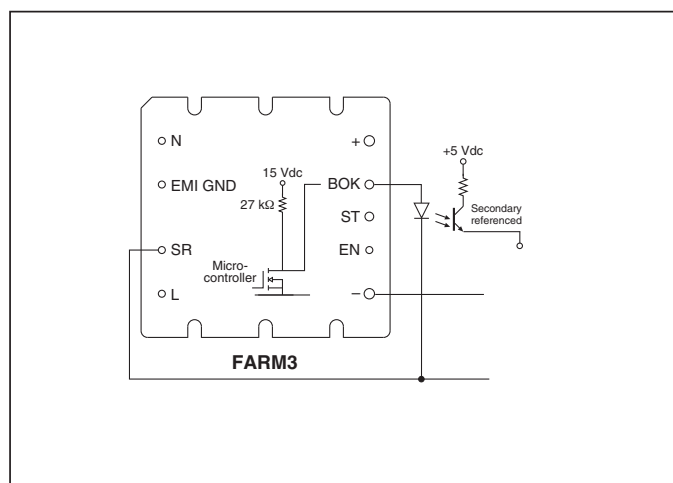 N
+
+5 Vdc
15 Vdc
EMI GND
BOK
27 kΩ
ST
Secondary
referenced
SR
EN
Micro-
controller
L
–
FARM3